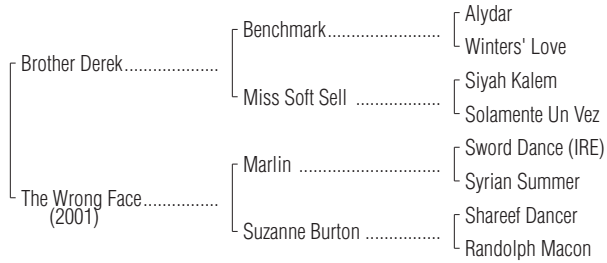 Alydar
Benchmark.......................
Winters' Love
Brother Derek...................
Siyah Kalem
Miss Soft Sell .................
Solamente Un Vez
Sword Dance (IRE)
Marlin ............................
Syrian Summer
The Wrong Face...............
(2001)
Shareef Dancer
Suzanne Burton ...............
Randolph Macon